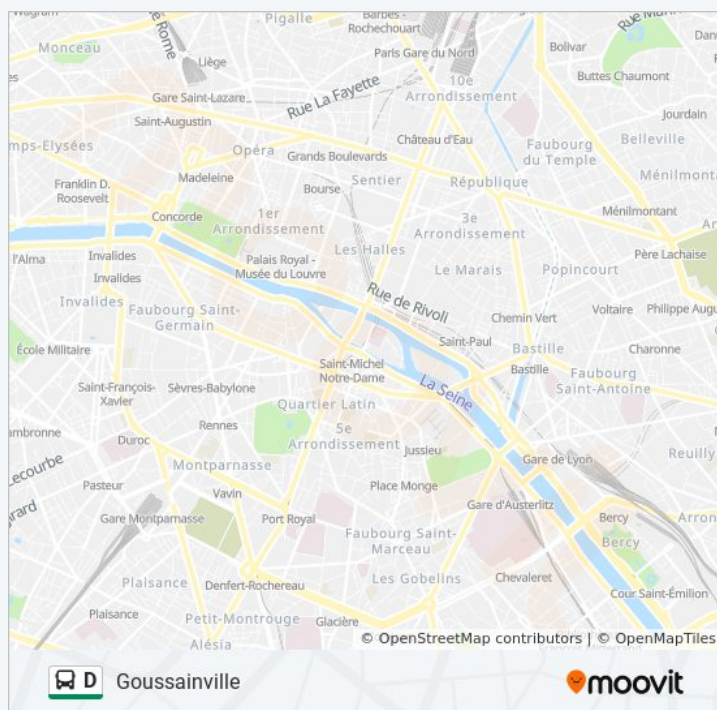 Wagram
Pigalle
Barbès -
Rochechouart
Monceau
Rue de Rome
Liège
Paris Gare du Nord
Bolivar
10e
Arrondissement
Buttes Chaumont
Gare Saint-Lazare
Rue La Fayette
Saint-Augustin
Jourdain
Château d'Eau
Faubourg
du Temple
Belleville
mps-Elysées
Opéra
Grands Boulevards
Madeleine
Sentier
République
Ménilmonta
Franklin D.
Roosevelt
Bourse
Concorde
1er
Arrondissement
3e
Arrondissement
Ménilmontant
Les Halles
Père Lachaise
l'Alma
Invalides
Palais Royal -
Musée du Louvre
Le Marais
Popincourt
Invalides
Rue de Rivoli
Invalides
Faubourg Saint-
Germain
Chemin Vert
Voltaire
Philippe Augu
École Militaire
Saint-Paul
Bastille
Charonne
Saint-Michel
Notre-Dame
Bastille
Faubourg
Saint-Antoine
Saint-François-
Xavier
Sèvres-Babylone
La Seine
Quartier Latin
Rennes
5e
Arrondissement
ambronne
Duroc
Jussieu
Reuilly
Lecourbe
Montparnasse
Gare de Lyon
Pasteur
Vavin
Place Monge
Gare d'Austerlitz
Gare Montparnasse
Port Royal
Bercy
Arron
Faubourg Saint-
Marceau
Bercy
Plaisance
Denfert-Rochereau
Les Gobelins
Chevaleret
Cour Saint-Émilion
Plaisance
Petit-Montrouge
Glacière
Alésia
© OpenStreetMap contributors | © OpenMapTiles
D Goussainville
moovit